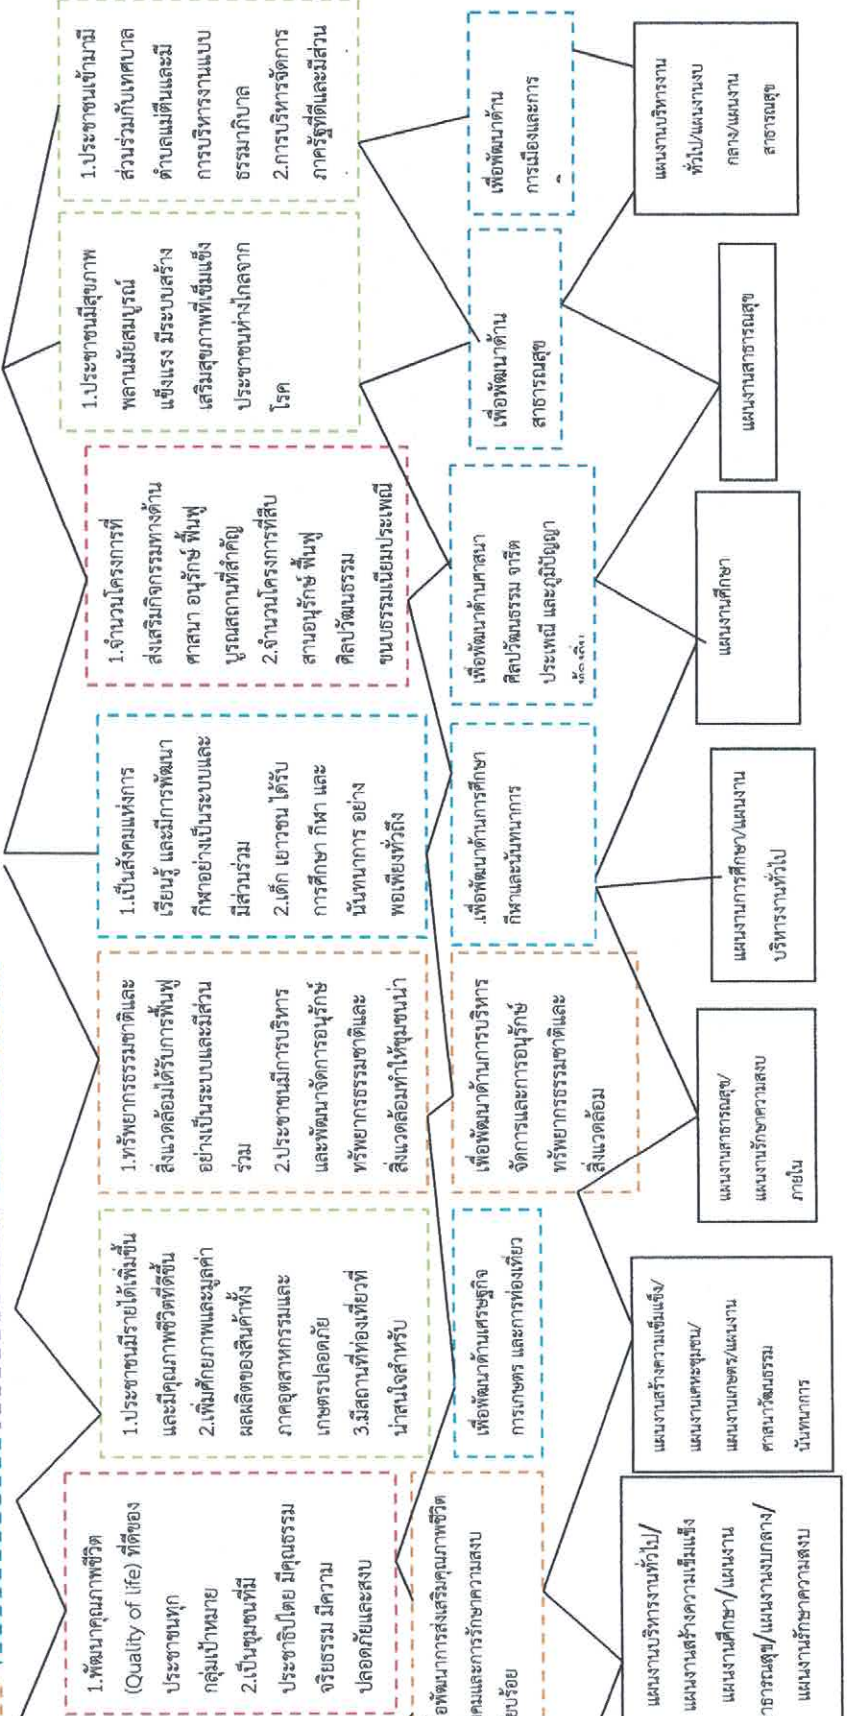 1.พัฒนาคุณภาพชีวิต
(Quality of life) ที่ดีของ
ประชาชนทุก
กลุ่มเป้าหมาย
2.เป็นชุมชนที่มี
ประชาธิปไตย มีคุณธรรม
จริยธรรม มีความ
ปลอดภัยและสงบ
1.ประชาชนมีรายได้เพิ่มขึ้น
และมีคุณภาพชีวิตที่ดีขึ้น
2.เพิ่มศักยภาพและมูลค่า
ผลผลิตของสินค้าทั้ง
ภาคอุตสาหกรรมและ
เกษตรปลอดภัย
3.มีสถานที่ท่องเที่ยวที่
น่าสนใจสำหรับ
1.ทรัพยากรธรรมชาติและ
สิ่งแวดล้อมได้รับการฟื้นฟู
อย่างเป็นระบบและมีส่วน
ร่วม
2.ประชาชนมีการบริหาร
และพัฒนาจัดการอนุรักษ์
ทรัพยากรธรรมชาติและ
สิ่งแวดล้อมทำให้ชุมชนน่า
1.เป็นสังคมแห่งการ
เรียนรู้ และมีการพัฒนา
กีฬาอย่างเป็นระบบและ
มีส่วนร่วม
2.เด็ก เยาวชน ได้รับ
การศึกษา กีฬา และ
นันทนาการ อย่าง
พอเพียงทั่วถึง
1.จำนวนโครงการที่
ส่งเสริมกิจกรรมทางด้าน
ศาสนา อนุรักษ์ ฟื้นฟู
บูรณสถานที่สำคัญ
2.จำนวนโครงการที่สืบ
สานอนุรักษ์ ฟื้นฟู
ศิลปวัฒนธรรม
ขนบธรรมเนียมประเพณี
1.ประชาชนมีสุขภาพ
พลานามัยสมบูรณ์
แข็งแรง มีระบบสร้าง
เสริมสุขภาพที่เข้มแข็ง
ประชาชนห่างไกลจาก
โรค
1.ประชาชนเข้ามามี
ส่วนร่วมกับเทศบาล
ตำบลแม่ตืนและมี
การบริหารงานแบบ
ธรรมาภิบาล
2.การบริหารจัดการ
ภาครัฐที่ดีและมีส่วน
อพัฒนาการส่งเสริมคุณภาพชีวิต
คมและการรักษาความสงบ
ยบร้อย
เพื่อพัฒนาด้านเศรษฐกิจ
การเกษตร และการท่องเที่ยว
เพื่อพัฒนาด้านการบริหาร
จัดการและการอนุรักษ์
ทรัพยากรธรรมชาติและ
สิ่งแวดล้อม
.เพื่อพัฒนาด้านการศึกษา
กีฬาและนันทนาการ
เพื่อพัฒนาด้านศาสนา
ศิลปวัฒนธรรม จารีต
ประเพณี และภูมิปัญญา
ท้องถิ่น
เพื่อพัฒนาด้าน
สาธารณสุข
เพื่อพัฒนาด้าน
การเมืองและการ
แผนงานบริหารงานทั่วไป/
แผนงานสร้างความเข้มแข็ง
แผนงานศึกษา/แผนงาน
าธารณสุข/แผนงานงบกลาง/
แผนงานรักษาความสงบ
แผนงานสร้างความเข้มแข็ง/
แผนงานเคหะชุมชน/
แผนงานเกษตร/แผนงาน
ศาสนาวัฒนธรรม
นันทนาการ
แผนงานสาธารณสุข/
แผนงานรักษาความสงบ
ภายใน
แผนงานการศึกษา/แผนงาน
บริหารงานทั่วไป
แผนงานศึกษา
แผนงานสาธารณสุข
แผนงานบริหารงาน
ทั่วไป/แผนงานงบ
กลาง/แผนงาน
สาธารณสุข